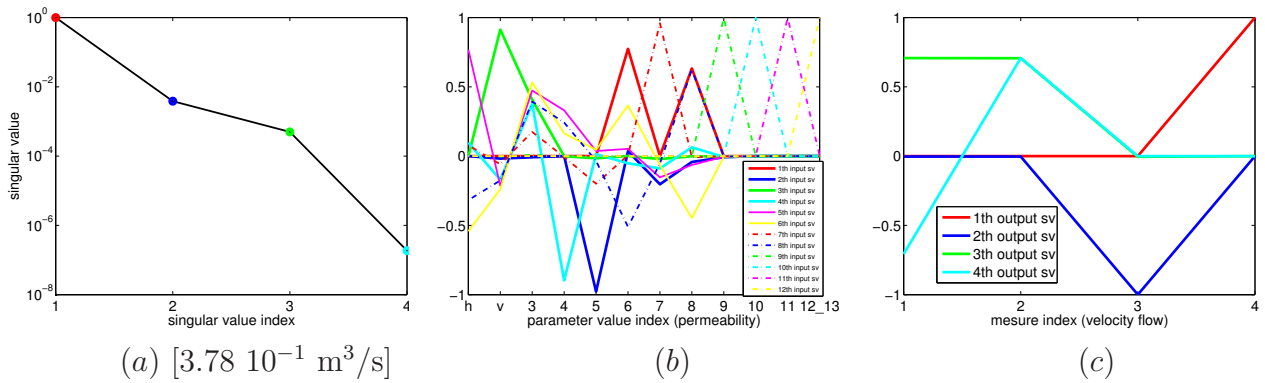 10^0
10^-2
10^-4
10^-6
10^-8
singular value
1 2 3 4
singular value index
(a) [3.78 10^-1 m^3/s]
1
0.5
0
−0.5
−1
h v 3 4 5 6 7 8 9 10 11 12_13
parameter value index (permeability)
1th input sv
2th input sv
3th input sv
4th input sv
5th input sv
6th input sv
7th input sv
8th input sv
9th input sv
10th input sv
11th input sv
12th input sv
(b)
1
0.5
0
−0.5
−1
1 2 3 4
mesure index (velocity flow)
1th output sv
2th output sv
3th output sv
4th output sv
(c)